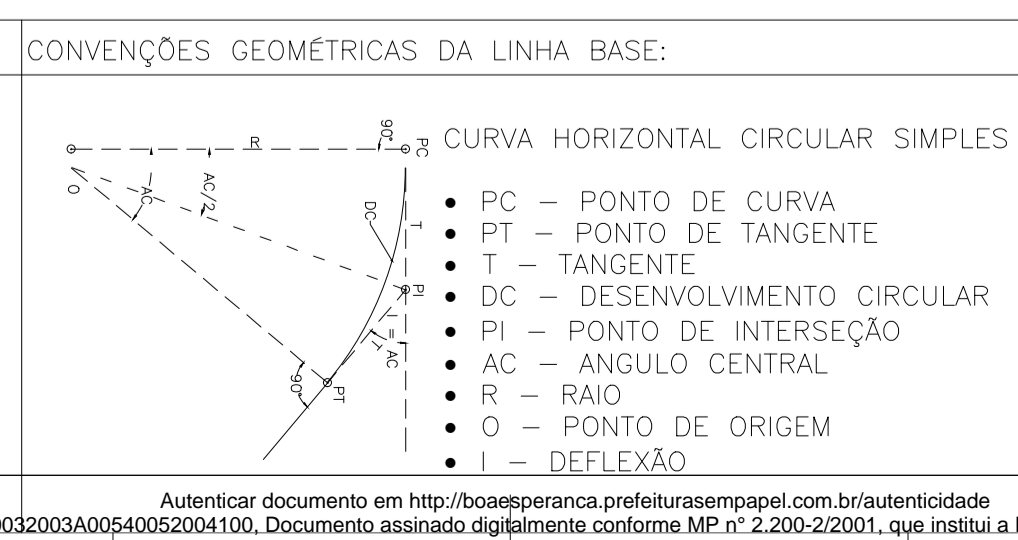 CONVENÇÕES GEOMÉTRICAS DA LINHA BASE:
R
90°
PC
O
AC
AC/2
DC
T
PI
I = AC
T
90°
PT
CURVA HORIZONTAL CIRCULAR SIMPLES
• PC – PONTO DE CURVA
• PT – PONTO DE TANGENTE
• T – TANGENTE
• DC – DESENVOLVIMENTO CIRCULAR
• PI – PONTO DE INTERSEÇÃO
• AC – ANGULO CENTRAL
• R – RAIO
• O – PONTO DE ORIGEM
• I – DEFLEXÃO
Autenticar documento em http://boaesperanca.prefeiturasempapel.com.br/autenticidade
0032003A00540052004100, Documento assinado digitalmente conforme MP n° 2.200-2/2001, que institui a